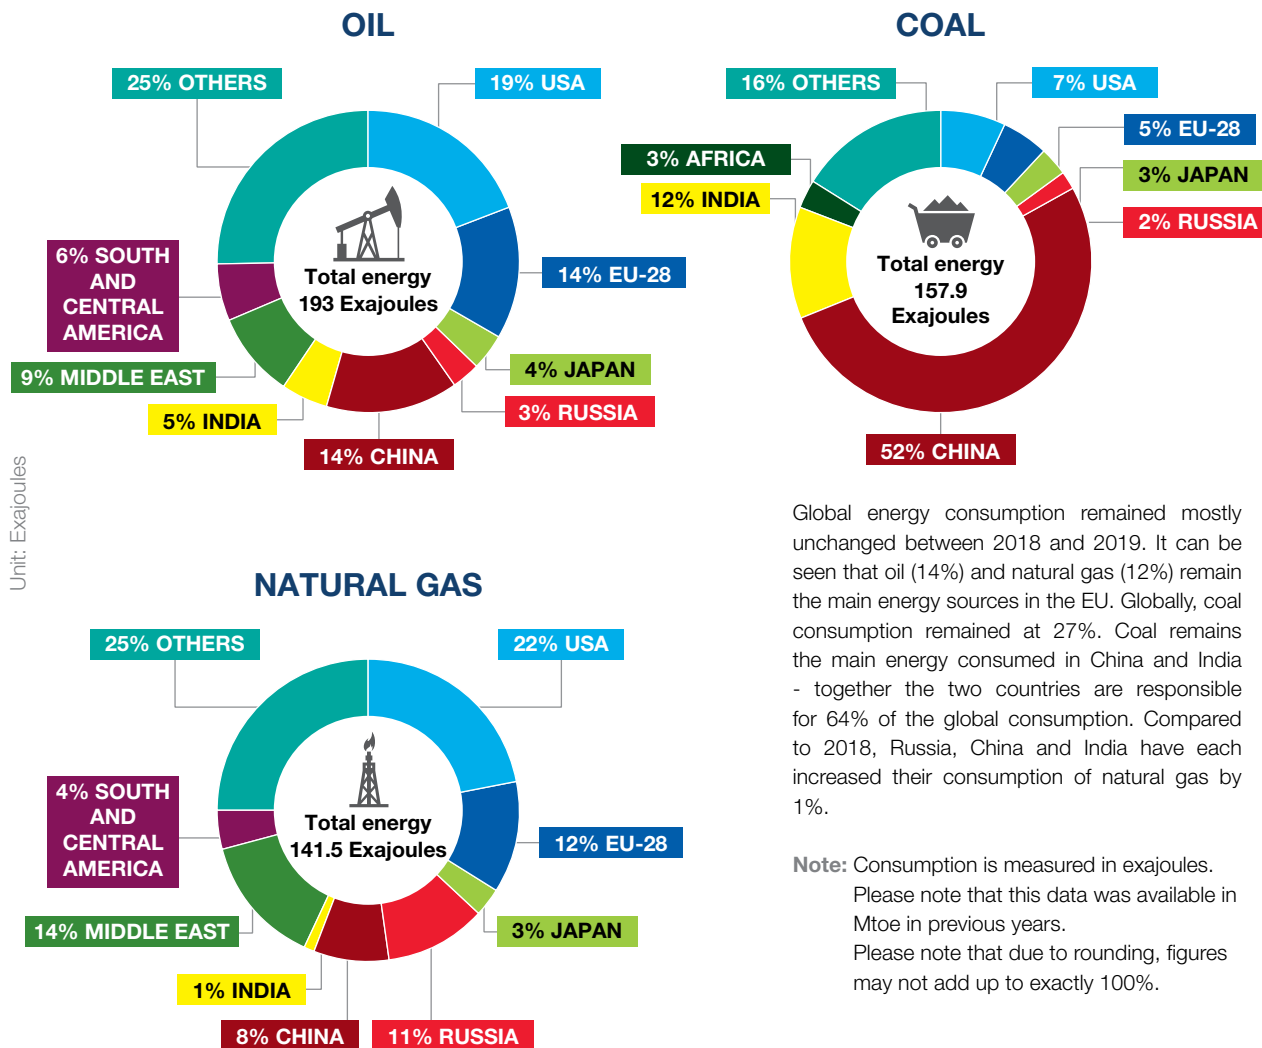 OIL
25% OTHERS
19% USA
14% EU-28
4% JAPAN
3% RUSSIA
14% CHINA
5% INDIA
9% MIDDLE EAST
6% SOUTH
AND
CENTRAL
AMERICA
Total energy
193 Exajoules
COAL
16% OTHERS
7% USA
5% EU-28
3% JAPAN
2% RUSSIA
52% CHINA
12% INDIA
3% AFRICA
Total energy
157.9
Exajoules
Unit: Exajoules
NATURAL GAS
25% OTHERS
22% USA
12% EU-28
3% JAPAN
11% RUSSIA
8% CHINA
1% INDIA
14% MIDDLE EAST
4% SOUTH
AND
CENTRAL
AMERICA
Total energy
141.5 Exajoules
Global energy consumption remained mostly
unchanged between 2018 and 2019. It can be
seen that oil (14%) and natural gas (12%) remain
the main energy sources in the EU. Globally, coal
consumption remained at 27%. Coal remains
the main energy consumed in China and India
- together the two countries are responsible
for 64% of the global consumption. Compared
to 2018, Russia, China and India have each
increased their consumption of natural gas by
1%.
Note: Consumption is measured in exajoules.
Please note that this data was available in
Mtoe in previous years.
Please note that due to rounding, figures
may not add up to exactly 100%.